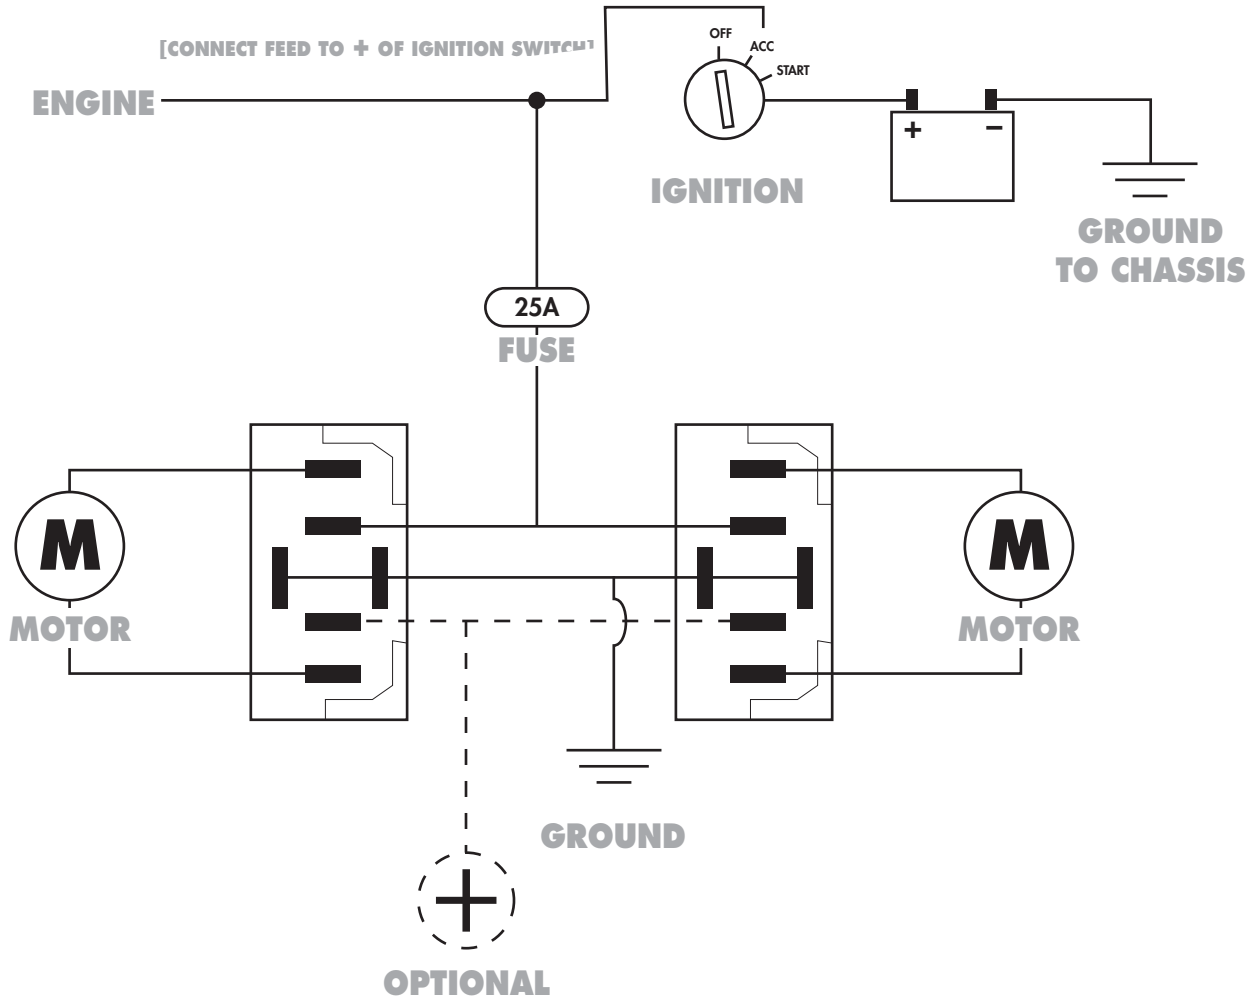 OFF
ACC
[CONNECT FEED TO + OF IGNITION SWITCH]
START
ENGINE
+ −
IGNITION
GROUND
TO CHASSIS
25A
FUSE
M
M
MOTOR
MOTOR
GROUND
+
OPTIONAL